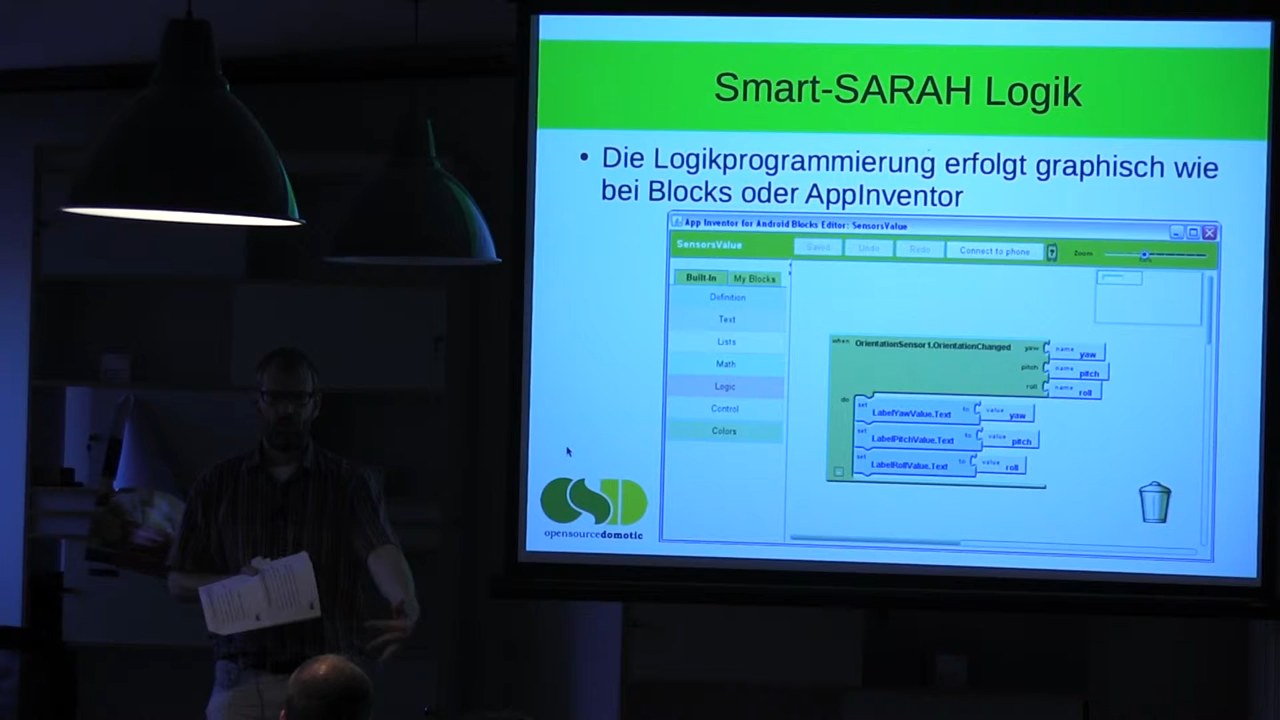 Smart-SARAH Logik
• Die Logikprogrammierung erfolgt graphisch wie
bei Blocks oder AppInventor
App Inventor for Android Blocks Editor: SensorsValue
SensorsValue
Saved
Undo
Redo
Connect to phone
Zoom
Built-In
My Blocks
Definition
Text
Lists
Math
Logic
Control
Colors
when OrientationSensor1.OrientationChanged yaw name yaw
pitch name pitch
roll name roll
do
set LabelYawValue.Text to value yaw
set LabelPitchValue.Text to value pitch
set LabelRollValue.Text to value roll
opensourcedomotic